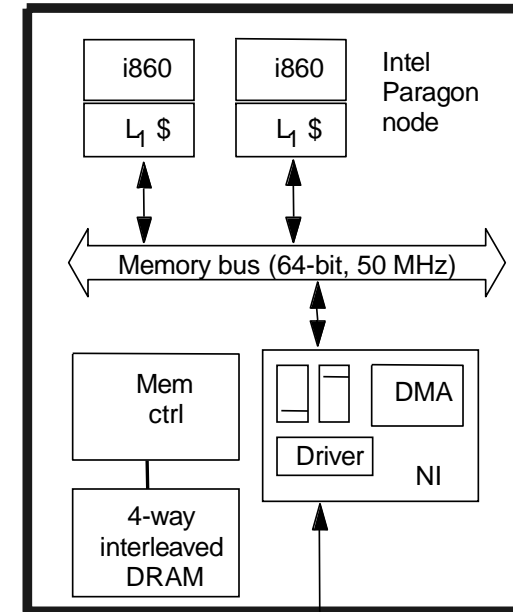 i860
L1 $
i860
L1 $
Intel
Paragon
node
Memory bus (64-bit, 50 MHz)
Mem
ctrl
4-way
interleaved
DRAM
DMA
Driver
NI